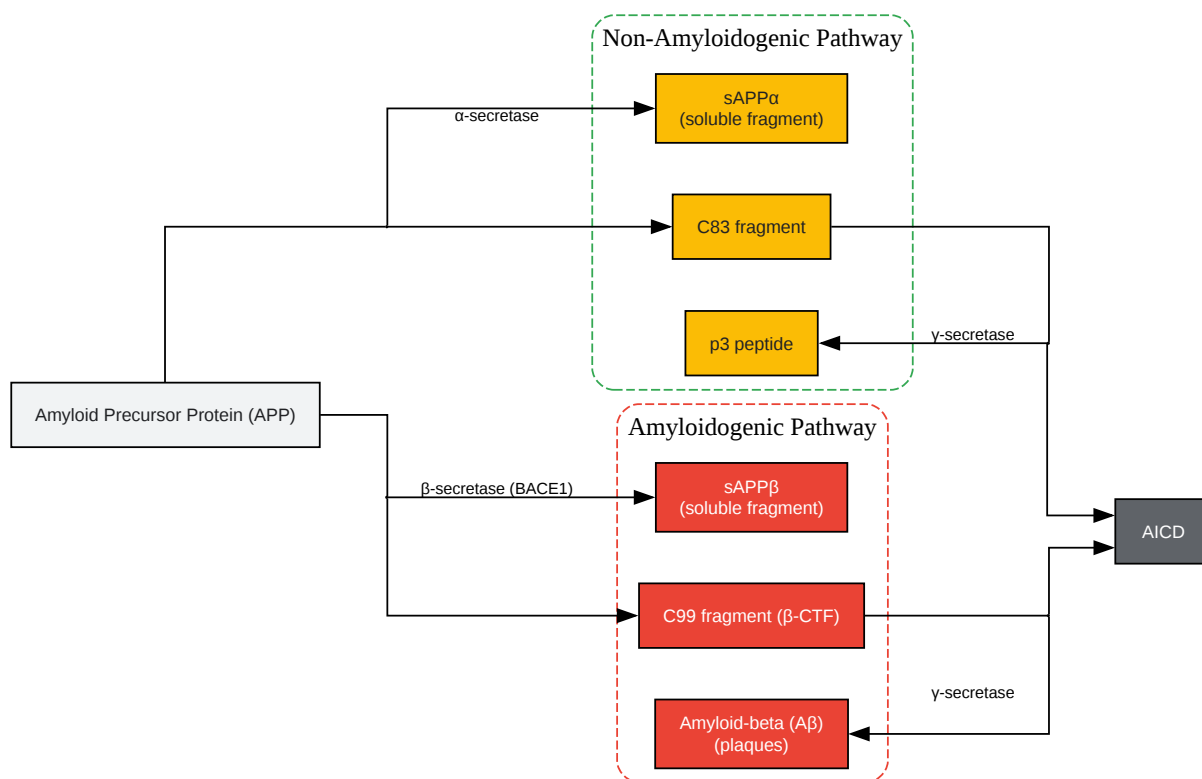 Non-Amyloidogenic Pathway
sAPPα
(soluble fragment)
α-secretase
C83 fragment
p3 peptide
γ-secretase
Amyloid Precursor Protein (APP)
Amyloidogenic Pathway
β-secretase (BACE1)
sAPPβ
(soluble fragment)
AICD
C99 fragment (β-CTF)
γ-secretase
Amyloid-beta (Aβ)
(plaques)